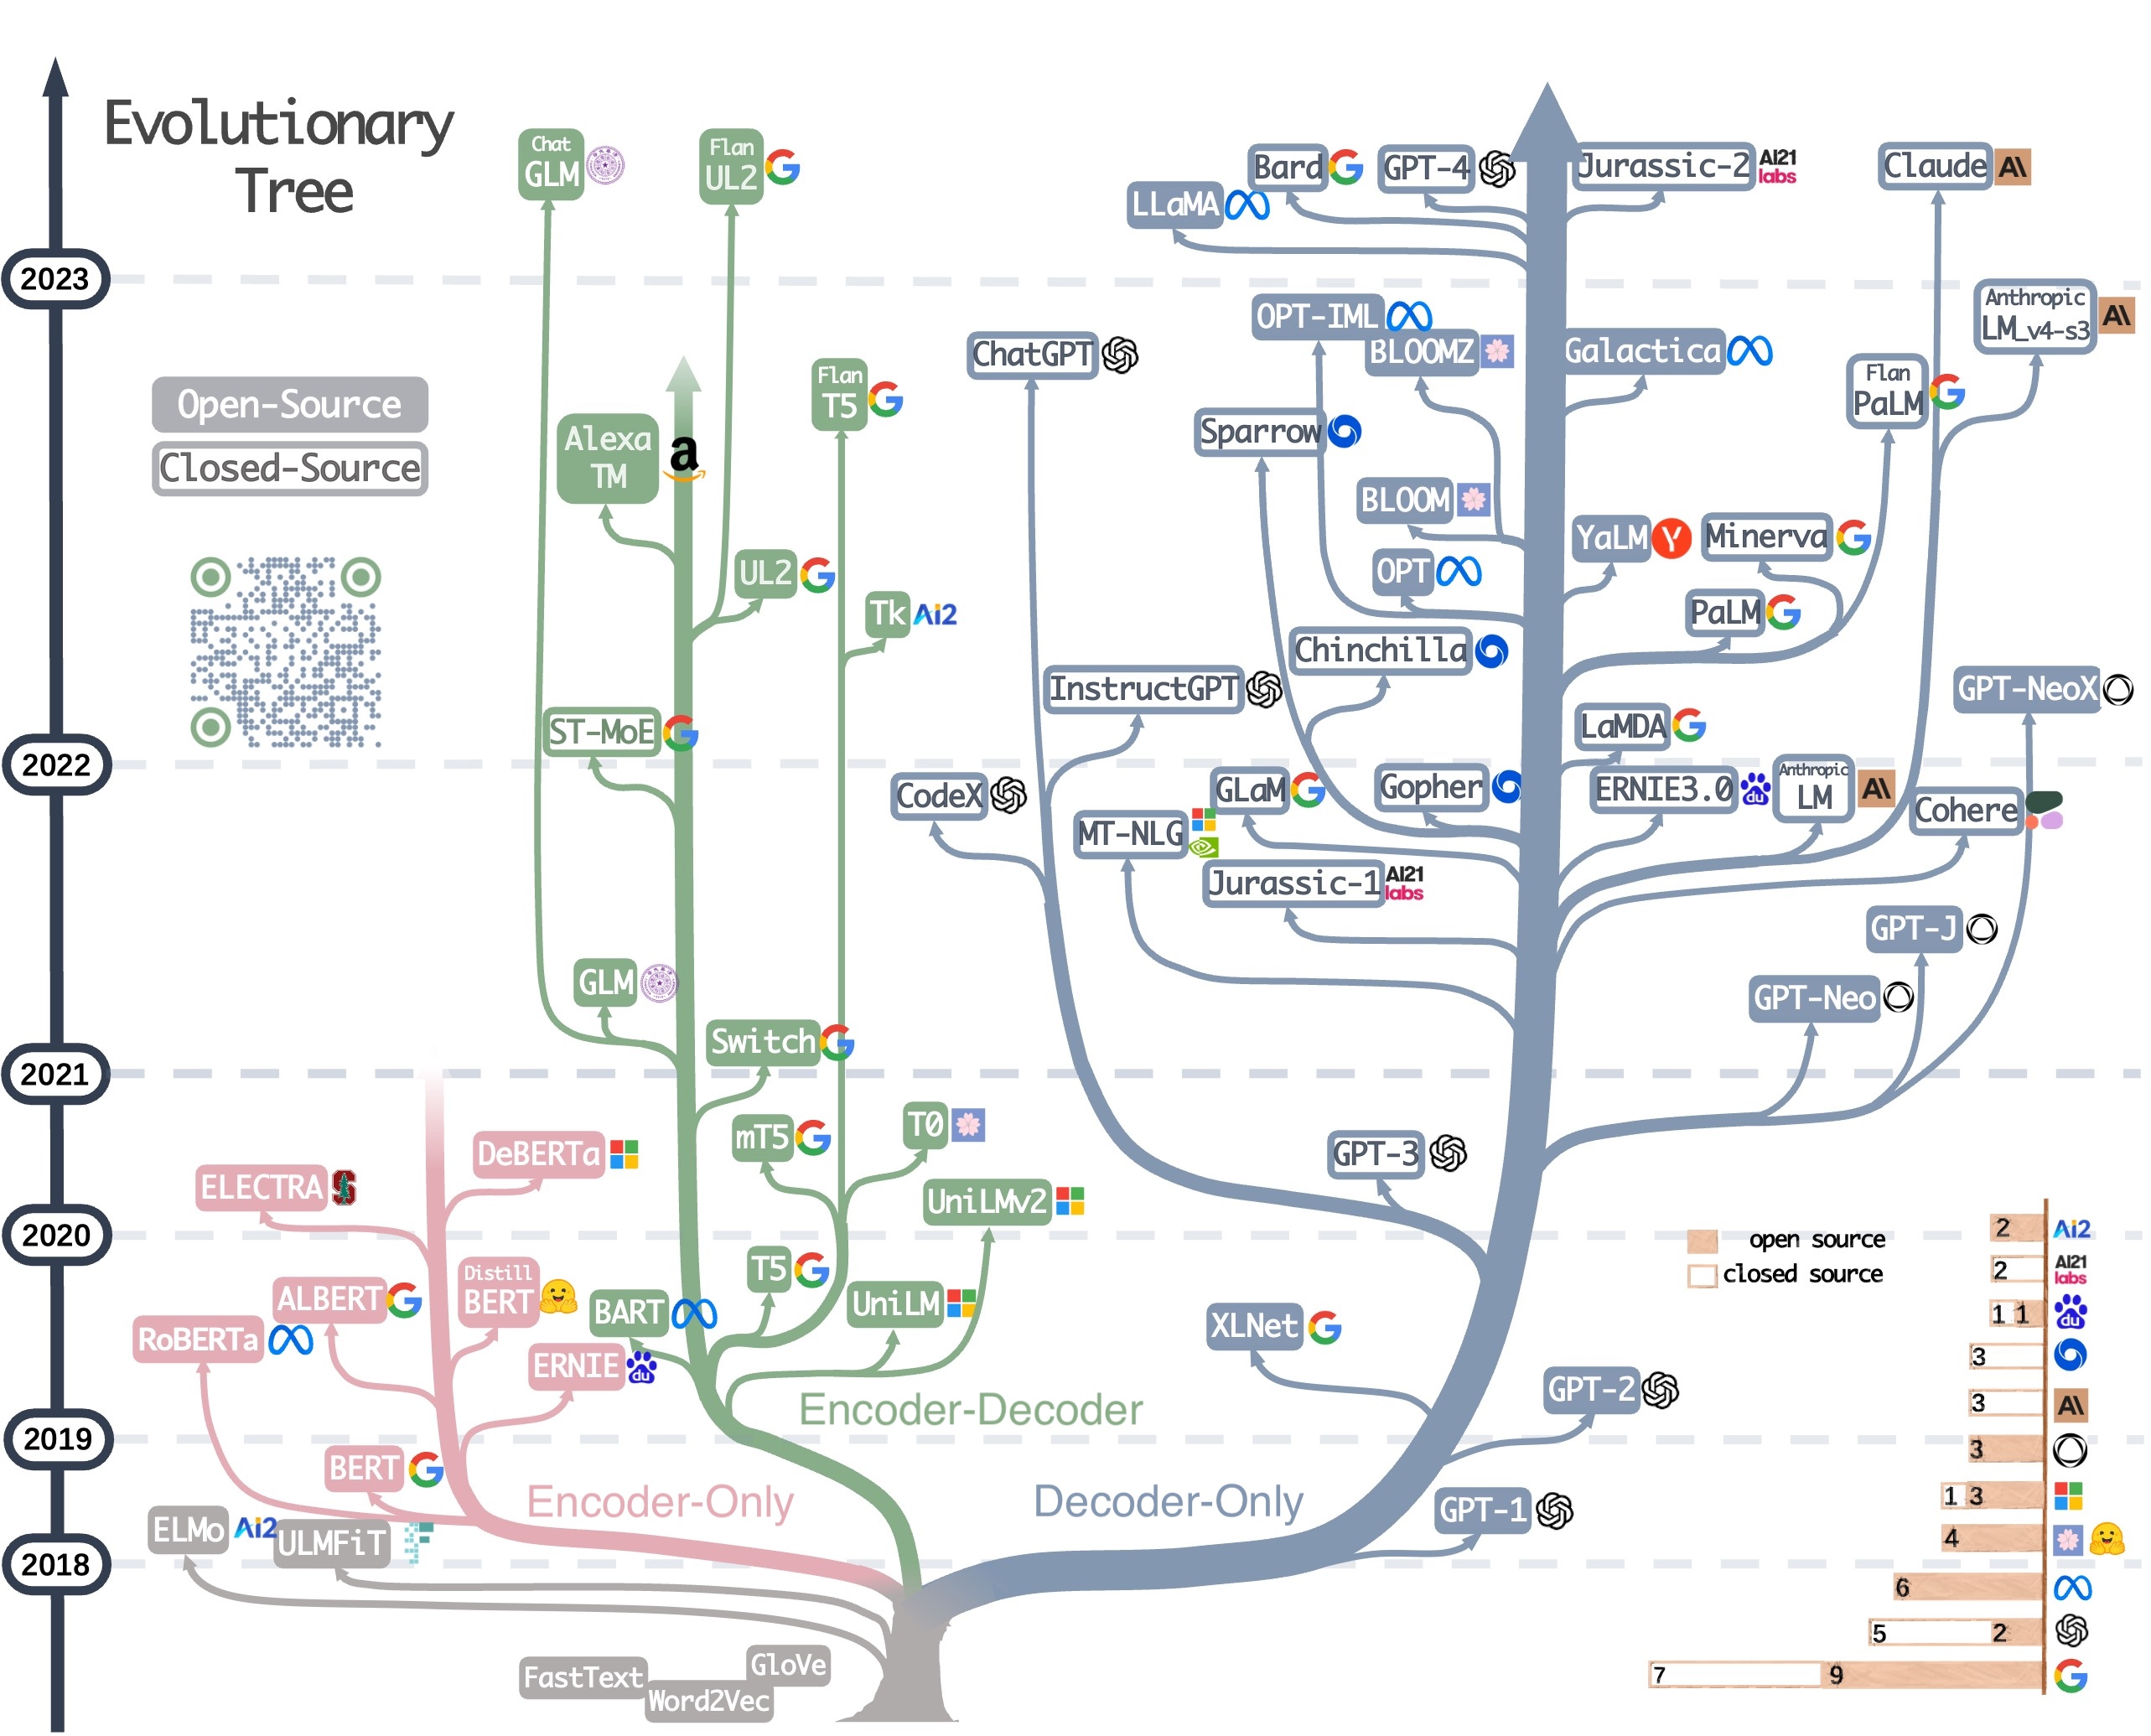 Evolutionary
Tree
2023
2022
2021
2020
2019
2018
Open-Source
Closed-Source
Chat
GLM
Flan
UL2
Bard
GPT-4
Jurassic-2
AI21
labs
Claude
A\
LLaMA
OPT-IML
BLOOMZ
Galactica
Anthropic
LM_v4-s3
A\
ChatGPT
Flan
T5
Flan
PaLM
Alexa
TM
a
Sparrow
BLOOM
YaLM
Y
Minerva
UL2
OPT
Tk
Ai2
PaLM
Chinchilla
InstructGPT
GPT-NeoX
ST-MoE
LaMDA
CodeX
GLaM
Gopher
ERNIE3.0
du
Anthropic
LM
A\
Cohere
MT-NLG
Jurassic-1
AI21
labs
GPT-J
GLM
GPT-Neo
Switch
mT5
T0
GPT-3
DeBERTa
ELECTRA
S
UniLMv2
T5
Distill
BERT
ALBERT
BART
UniLM
XLNet
RoBERTa
ERNIE
du
GPT-2
Encoder-Decoder
BERT
Encoder-Only
Decoder-Only
GPT-1
ELMo
Ai2
ULMFiT
FastText
Word2Vec
GloVe
open source
closed source
2
Ai2
2
AI21
labs
1 1
du
3
3
A\
3
1 3
4
6
5 2
7 9